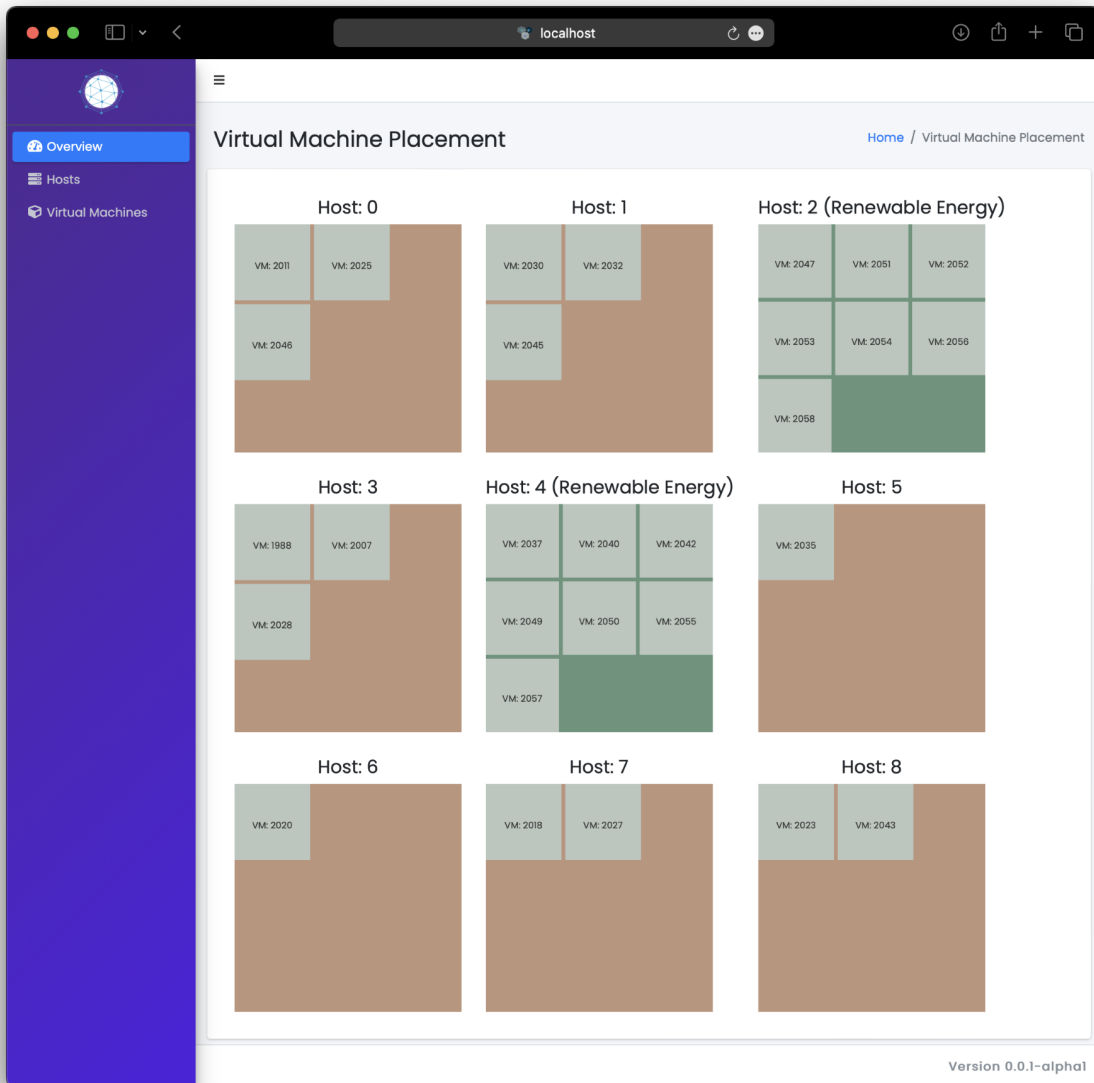 localhost
Overview
Hosts
Virtual Machines
Virtual Machine Placement
Home / Virtual Machine Placement
Host: 0
VM: 2011
VM: 2025
VM: 2046
Host: 1
VM: 2030
VM: 2032
VM: 2045
Host: 2 (Renewable Energy)
VM: 2047
VM: 2051
VM: 2052
VM: 2053
VM: 2054
VM: 2056
VM: 2058
Host: 3
VM: 1988
VM: 2007
VM: 2028
Host: 4 (Renewable Energy)
VM: 2037
VM: 2040
VM: 2042
VM: 2049
VM: 2050
VM: 2055
VM: 2057
Host: 5
VM: 2035
Host: 6
VM: 2020
Host: 7
VM: 2018
VM: 2027
Host: 8
VM: 2023
VM: 2043
Version 0.0.1-alpha1